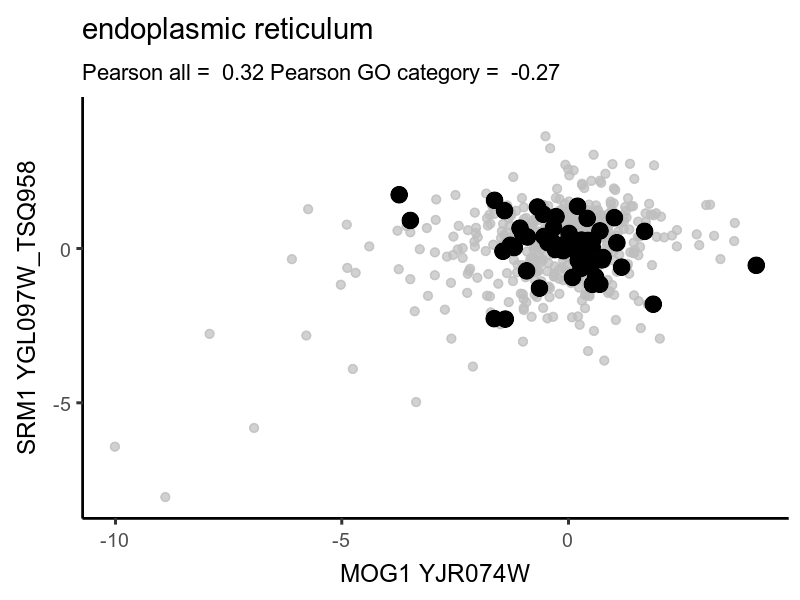 endoplasmic reticulum
Pearson all =  0.32 Pearson GO category =  -0.27
SRM1 YGL097W_TSQ958
0
-5
-10
-5
0
MOG1 YJR074W